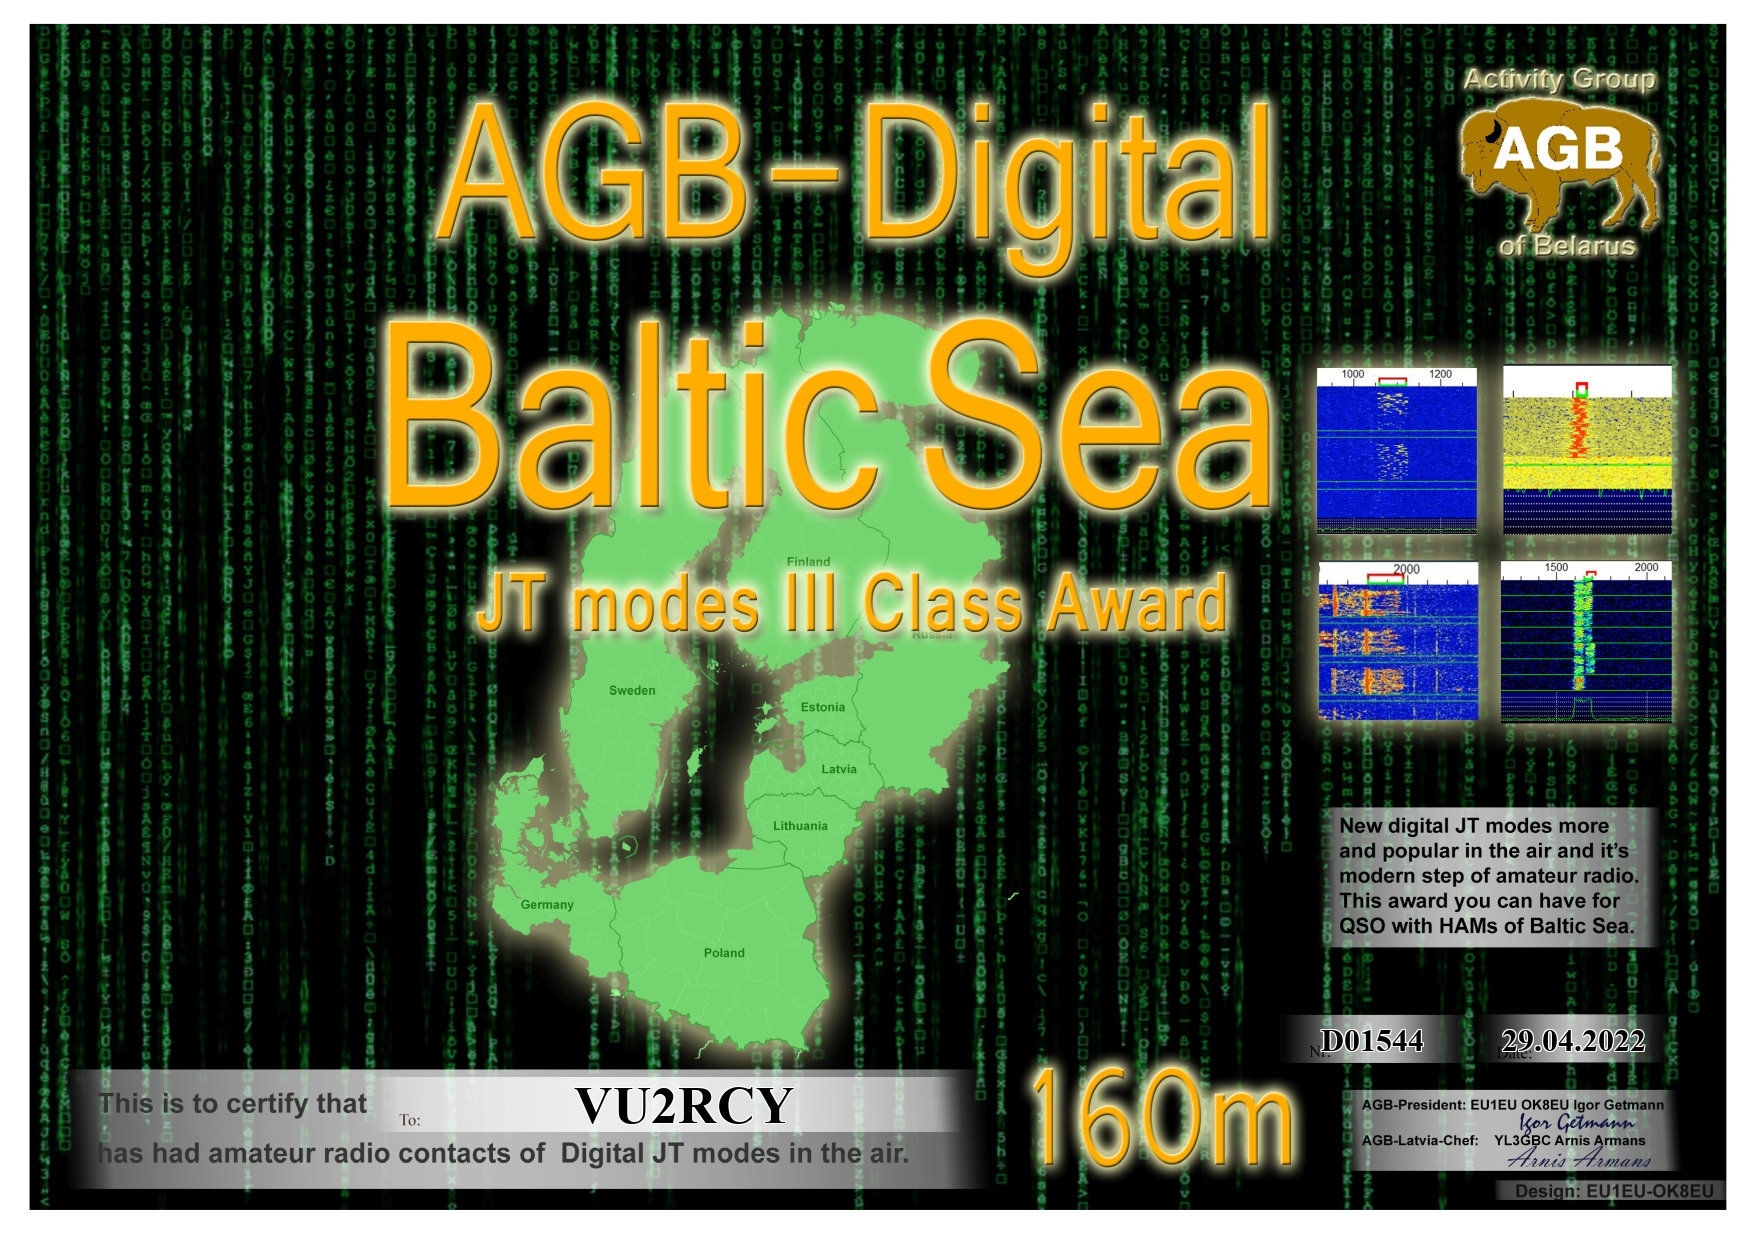 Activity Group
AGB
of Belarus
AGB-Digital
Baltic Sea
JT modes III Class Award
1000 1200
2000
1500 2000
Finland
Russia
Sweden
Estonia
Latvia
Lithuania
Germany
Poland
New digital JT modes more
and popular in the air and it's
modern step of amateur radio.
This award you can have for
QSO with HAMs of Baltic Sea.
Nr: D01544 Date: 29.04.2022
This is to certify that To: VU2RCY
has had amateur radio contacts of Digital JT modes in the air.
160m
AGB-President: EU1EU OK8EU Igor Getmann
Igor Getmann
AGB-Latvia-Chef: YL3GBC Arnis Armans
Arnis Armans
Design: EU1EU-OK8EU